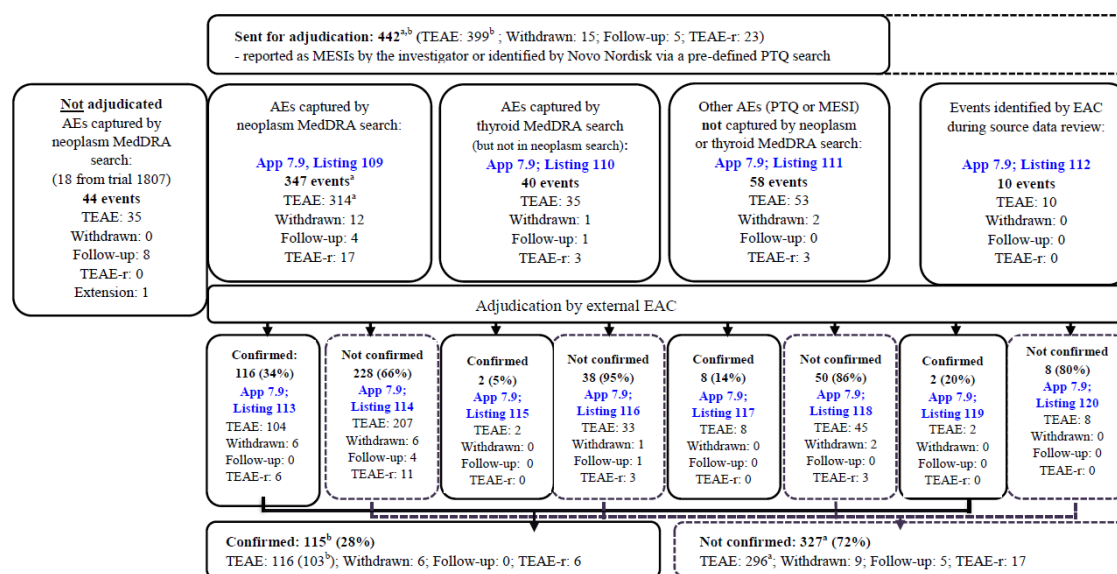 Sent for adjudication: 442a,b (TEAE: 399b ; Withdrawn: 15; Follow-up: 5; TEAE-r: 23)
- reported as MESIs by the investigator or identified by Novo Nordisk via a pre-defined PTQ search
Not adjudicated
AEs captured by
neoplasm MedDRA
search:
(18 from trial 1807)
44 events
TEAE: 35
Withdrawn: 0
Follow-up: 8
TEAE-r: 0
Extension: 1
AEs captured by
neoplasm MedDRA search:
App 7.9, Listing 109
347 eventsa
TEAE: 314a
Withdrawn: 12
Follow-up: 4
TEAE-r: 17
AEs captured by
thyroid MedDRA search
(but not in neoplasm search):
App 7.9; Listing 110
40 events
TEAE: 35
Withdrawn: 1
Follow-up: 1
TEAE-r: 3
Other AEs (PTQ or MESI)
not captured by neoplasm
or thyroid MedDRA search:
App 7.9; Listing 111
58 events
TEAE: 53
Withdrawn: 2
Follow-up: 0
TEAE-r: 3
Events identified by EAC
during source data review:
App 7.9; Listing 112
10 events
TEAE: 10
Withdrawn: 0
Follow-up: 0
TEAE-r: 0
Adjudication by external EAC
Confirmed:
116 (34%)
App 7.9;
Listing 113
TEAE: 104
Withdrawn: 6
Follow-up: 0
TEAE-r: 6
Not confirmed
228 (66%)
App 7.9;
Listing 114
TEAE: 207
Withdrawn: 6
Follow-up: 4
TEAE-r: 11
Confirmed
2 (5%)
App 7.9;
Listing 115
TEAE: 2
Withdrawn: 0
Follow-up: 0
TEAE-r: 0
Not confirmed
38 (95%)
App 7.9;
Listing 116
TEAE: 33
Withdrawn: 1
Follow-up: 1
TEAE-r: 3
Confirmed
8 (14%)
App 7.9;
Listing 117
TEAE: 8
Withdrawn: 0
Follow-up: 0
TEAE-r: 0
Not confirmed
50 (86%)
App 7.9;
Listing 118
TEAE: 45
Withdrawn: 2
Follow-up: 0
TEAE-r: 3
Confirmed
2 (20%)
App 7.9;
Listing 119
TEAE: 2
Withdrawn: 0
Follow-up: 0
TEAE-r: 0
Not confirmed
8 (80%)
App 7.9;
Listing 120
TEAE: 8
Withdrawn: 0
Follow-up: 0
TEAE-r: 0
Confirmed: 115b (28%)
TEAE: 116 (103b); Withdrawn: 6; Follow-up: 0; TEAE-r: 6
Not confirmed: 327a (72%)
TEAE: 296a; Withdrawn: 9; Follow-up: 5; TEAE-r: 17